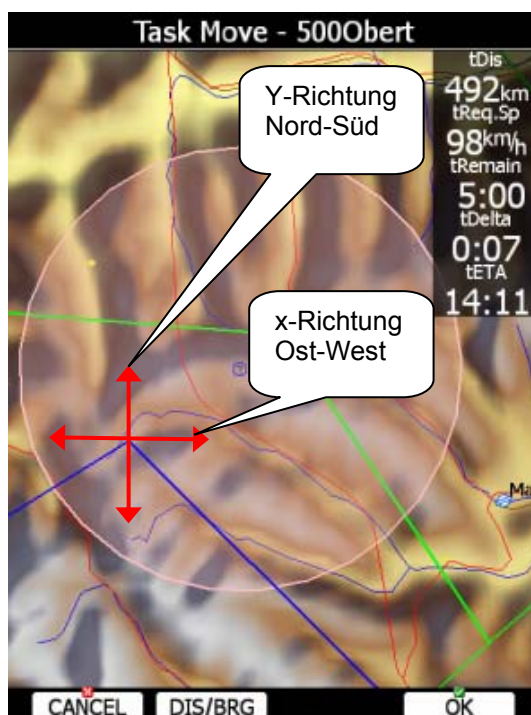 Task Move - 500Obert
tDis
492km
tReq.Sp
98km/h
tRemain
5:00
tDelta
0:07
tETA
14:11
Y-Richtung
Nord-Süd
x-Richtung
Ost-West
Ma
CANCEL
DIS/BRG
OK